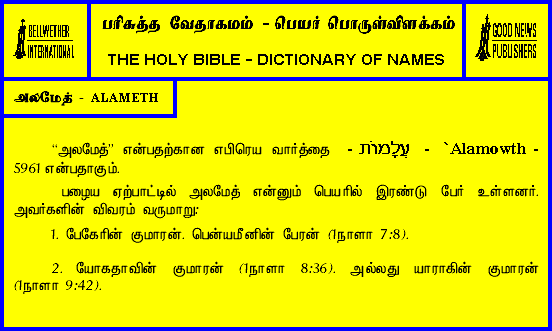 BELLWETHER
INTERNATIONAL
பரிசுத்த வேதாகமம் - பெயர் பொருள்விளக்கம்
THE HOLY BIBLE - DICTIONARY OF NAMES
GOOD NEWS
PUBLISHERS
அலமேத் - ALAMETH
“அலமேத்” என்பதற்கான எபிரெய வார்த்தை - עֲלָמוֹת - `Alamowth -
5961 என்பதாகும்.
பழைய ஏற்பாட்டில் அலமேத் என்னும் பெயரில் இரண்டு பேர் உள்ளனர்.
அவர்களின் விவரம் வருமாறு:
1. பேகேரின் குமாரன். பென்யமீனின் பேரன் (1நாளா 7:8).
2. யோகதாவின் குமாரன் (1நாளா 8:36). அல்லது யாராகின் குமாரன்
(1நாளா 9:42).